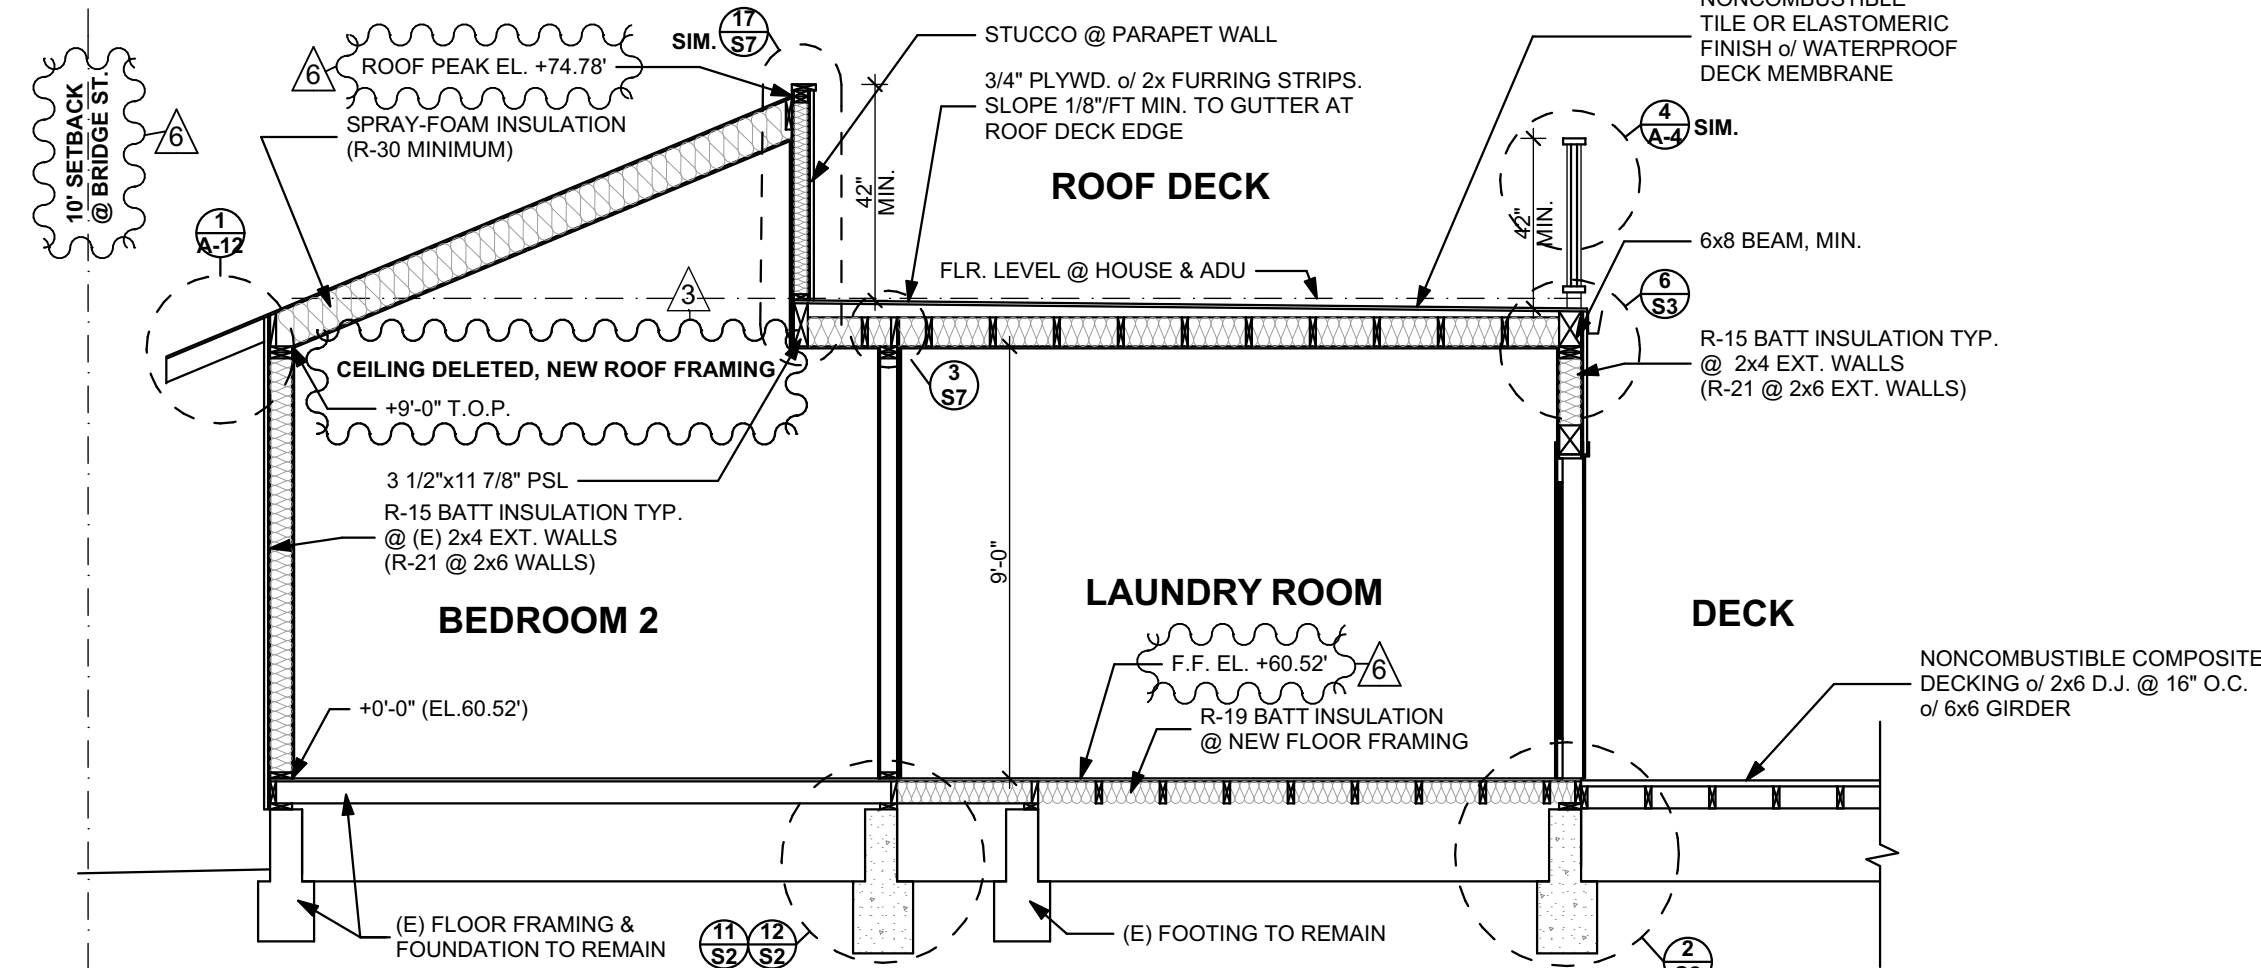 10' SETBACK
@ BRIDGE ST.
6
6
ROOF PEAK EL. +74.78'
SIM.
17
S7
SPRAY-FOAM INSULATION
(R-30 MINIMUM)
1
A-12
STUCCO @ PARAPET WALL
3/4" PLYWD. o/ 2x FURRING STRIPS.
SLOPE 1/8"/FT MIN. TO GUTTER AT
ROOF DECK EDGE
NONCOMBUSTIBLE
TILE OR ELASTOMERIC
FINISH o/ WATERPROOF
DECK MEMBRANE
4
A-4
SIM.
42"
MIN.
ROOF DECK
42"
MIN.
6x8 BEAM, MIN.
FLR. LEVEL @ HOUSE & ADU
3
6
S3
R-15 BATT INSULATION TYP.
@ 2x4 EXT. WALLS
(R-21 @ 2x6 EXT. WALLS)
CEILING DELETED, NEW ROOF FRAMING
+9'-0" T.O.P.
3
S7
3 1/2"x11 7/8" PSL
R-15 BATT INSULATION TYP.
@ (E) 2x4 EXT. WALLS
(R-21 @ 2x6 WALLS)
9'-0"
BEDROOM 2
LAUNDRY ROOM
DECK
F.F. EL. +60.52'
6
NONCOMBUSTIBLE COMPOSITE
DECKING o/ 2x6 D.J. @ 16" O.C.
o/ 6x6 GIRDER
+0'-0" (EL.60.52')
R-19 BATT INSULATION
@ NEW FLOOR FRAMING
(E) FLOOR FRAMING &
FOUNDATION TO REMAIN
11
S2
12
S2
(E) FOOTING TO REMAIN
2